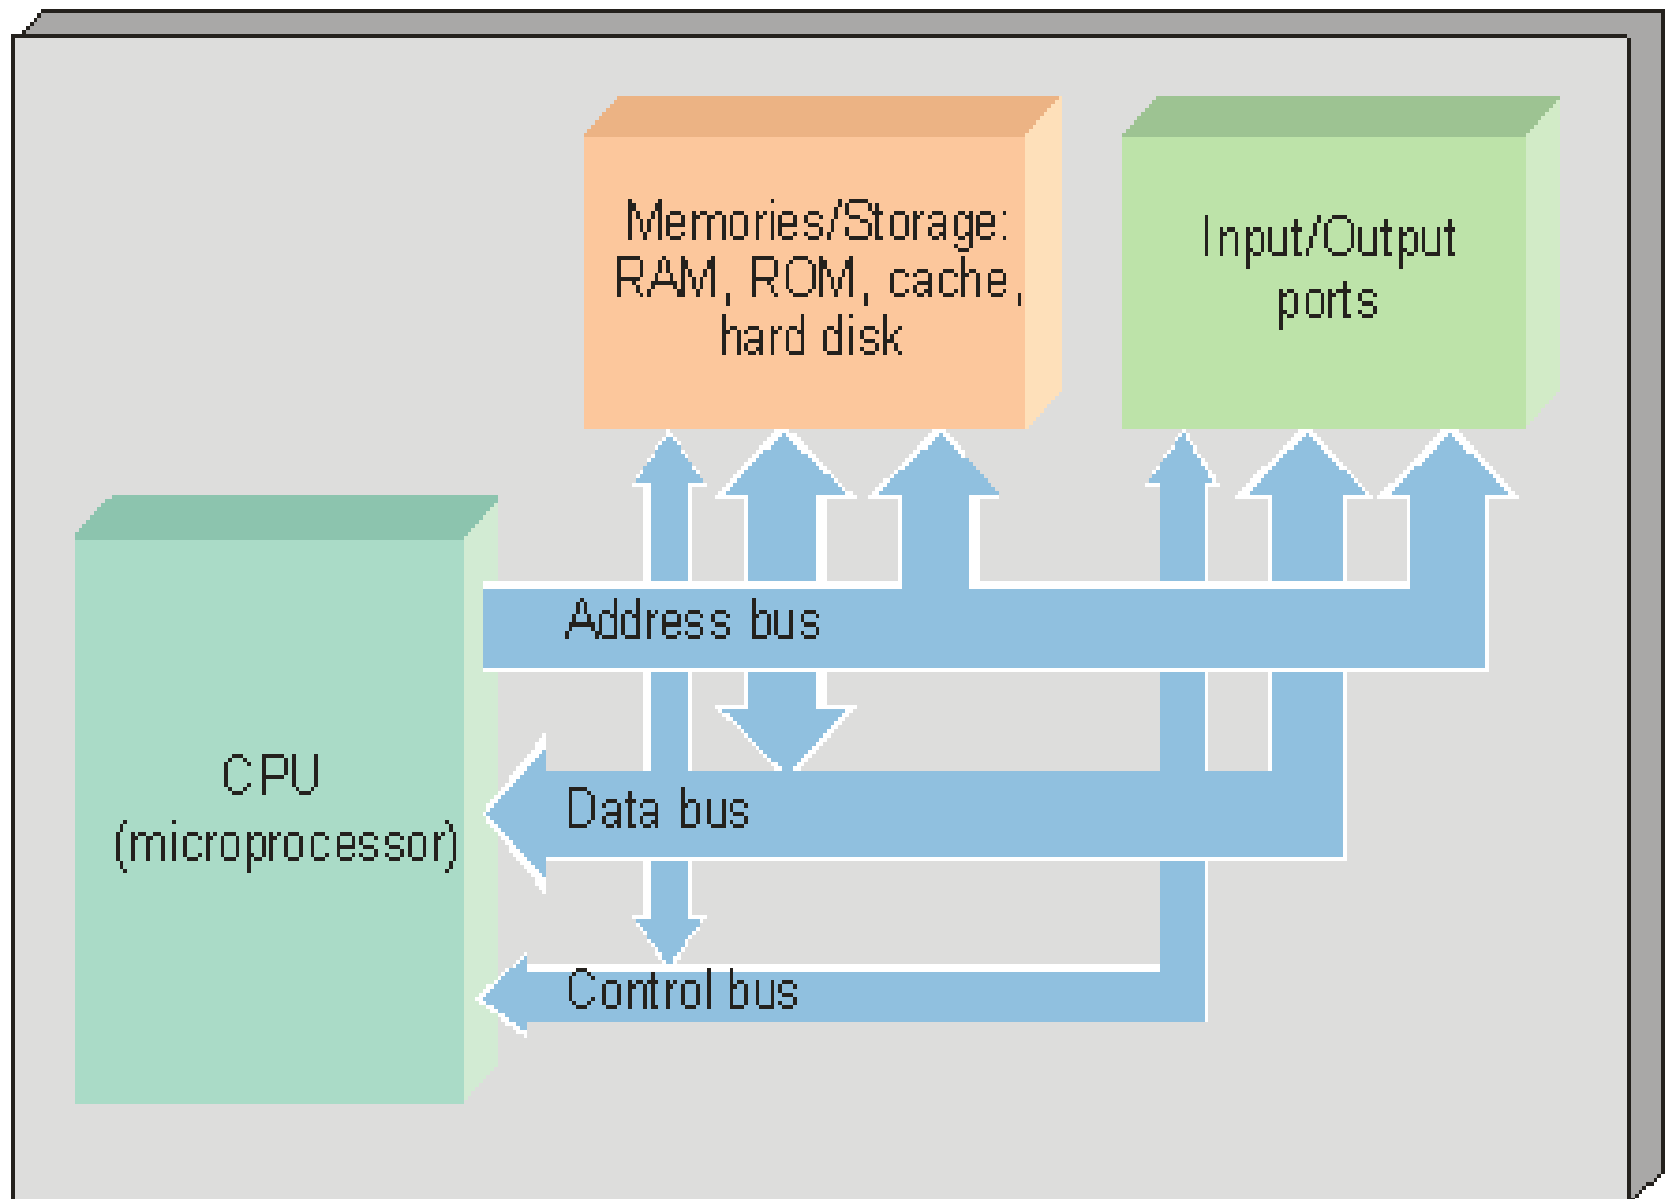 Memories/Storage:
RAM, ROM, cache,
hard disk
Input/Output
ports
Address bus
CPU
(microprocessor)
Data bus
Control bus